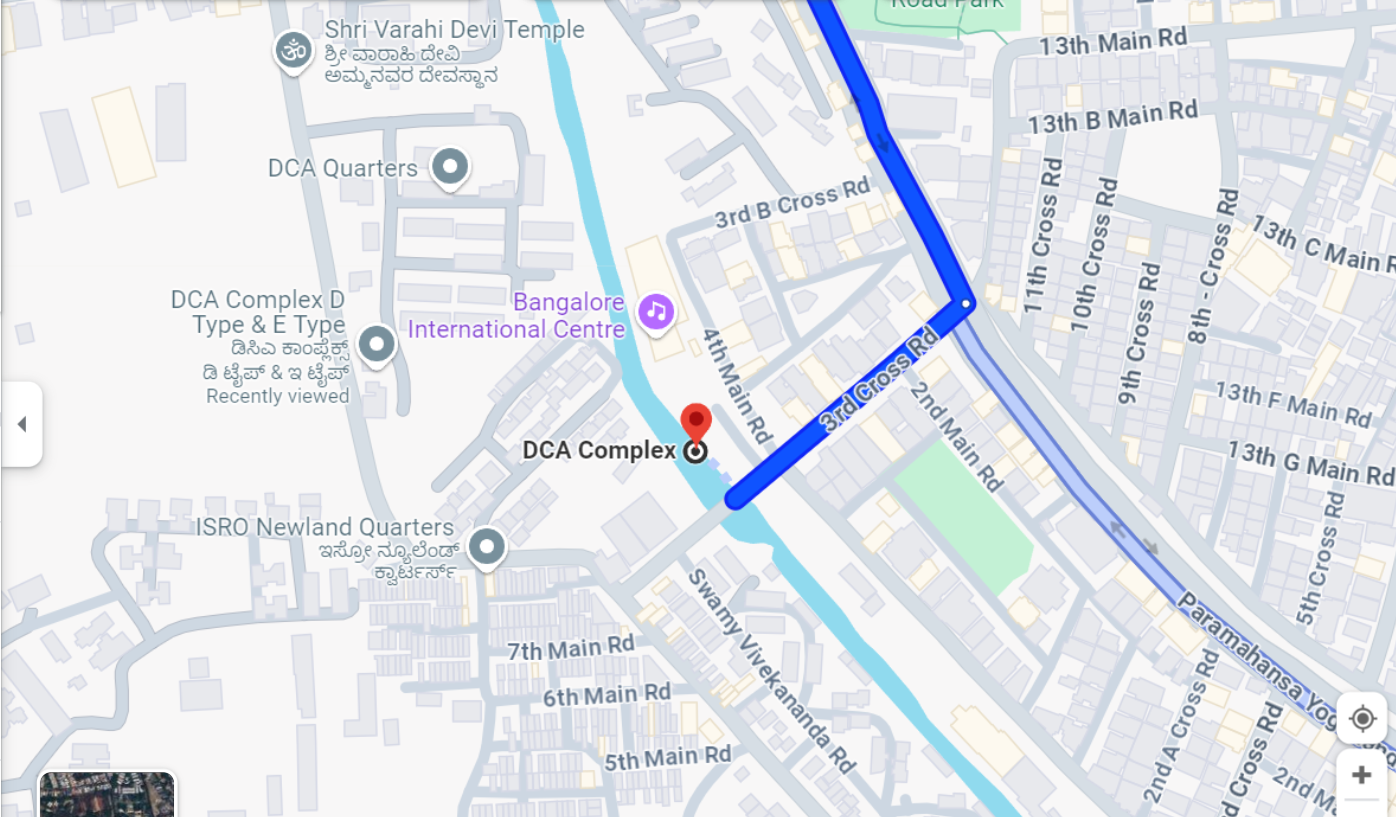 Road Park
Shri Varahi Devi Temple
ಶ್ರೀ ವಾರಾಹಿ ದೇವಿ
ಅಮ್ಮನವರ ದೇವಸ್ಥಾನ
13th Main Rd
13th B Main Rd
DCA Quarters
3rd B Cross Rd
11th Cross Rd
10th Cross Rd
9th Cross Rd
8th - Cross Rd
13th C Main R
DCA Complex D
Type & E Type
ಡಿಸಿಎ ಕಾಂಪ್ಲೆಕ್ಸ್
ಡಿ ಟೈಪ್ & ಇ ಟೈಪ್
Recently viewed
Bangalore
International Centre
4th Main Rd
3rd Cross Rd
2nd Main Rd
13th F Main Rd
13th G Main Rd
DCA Complex
ISRO Newland Quarters
ಇಸ್ರೋ ನ್ಯೂಲೆಂಡ್
ಕ್ವಾರ್ಟರ್ಸ್
5th Cross Rd
Swamy Vivekananda Rd
Paramahansa Yog
7th Main Rd
6th Main Rd
5th Main Rd
2nd A Cross Rd
d Cross Rd
2nd Ma